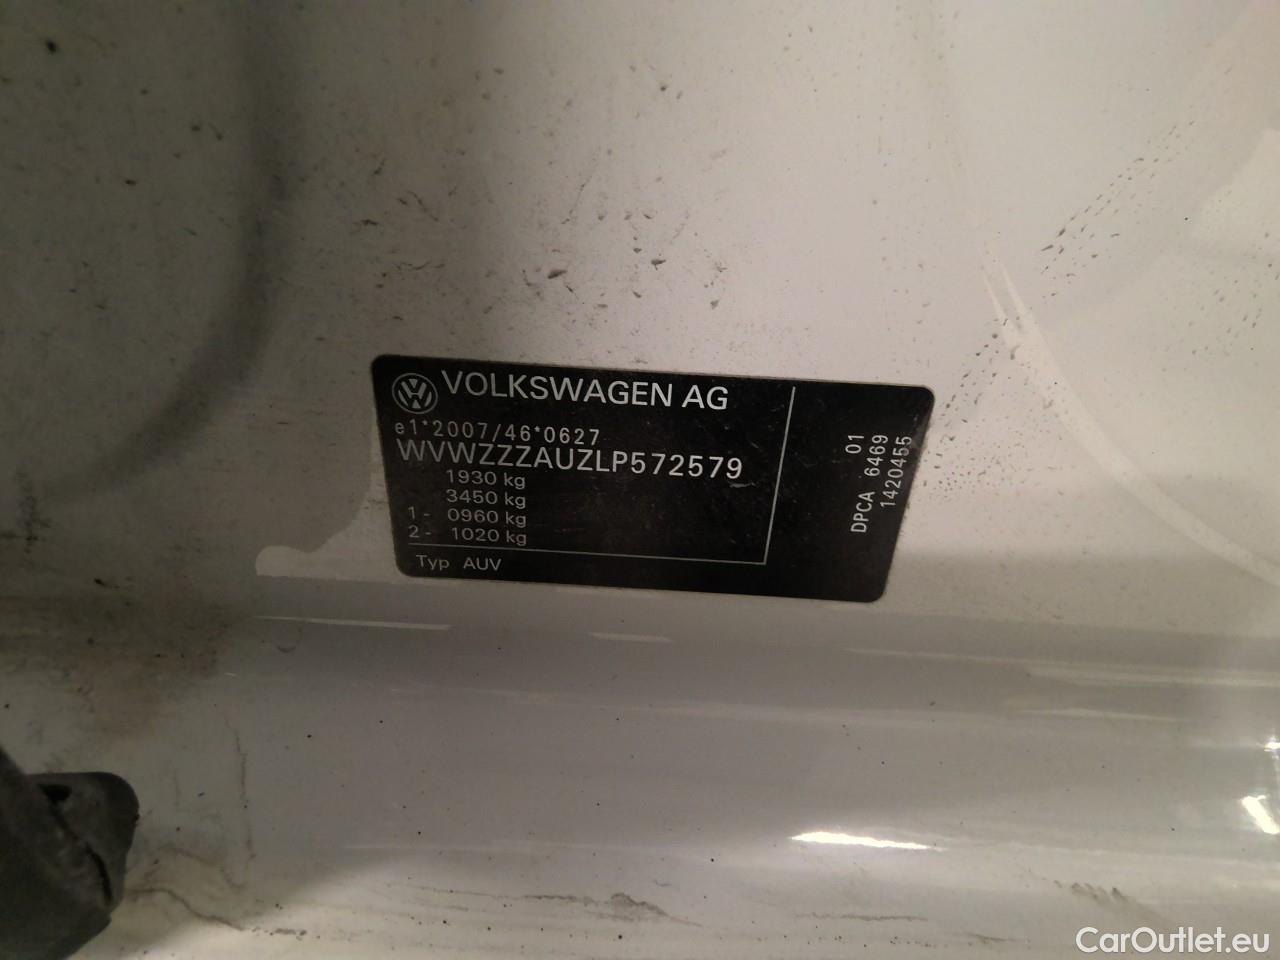 VOLKSWAGEN AG
e1*2007/46*0627
WVWZZZAUZLP572579
1930 kg
3450 kg
1- 0960 kg
2- 1020 kg
Typ AUV
01
DPCA 6469
1420455
CarOutlet.eu